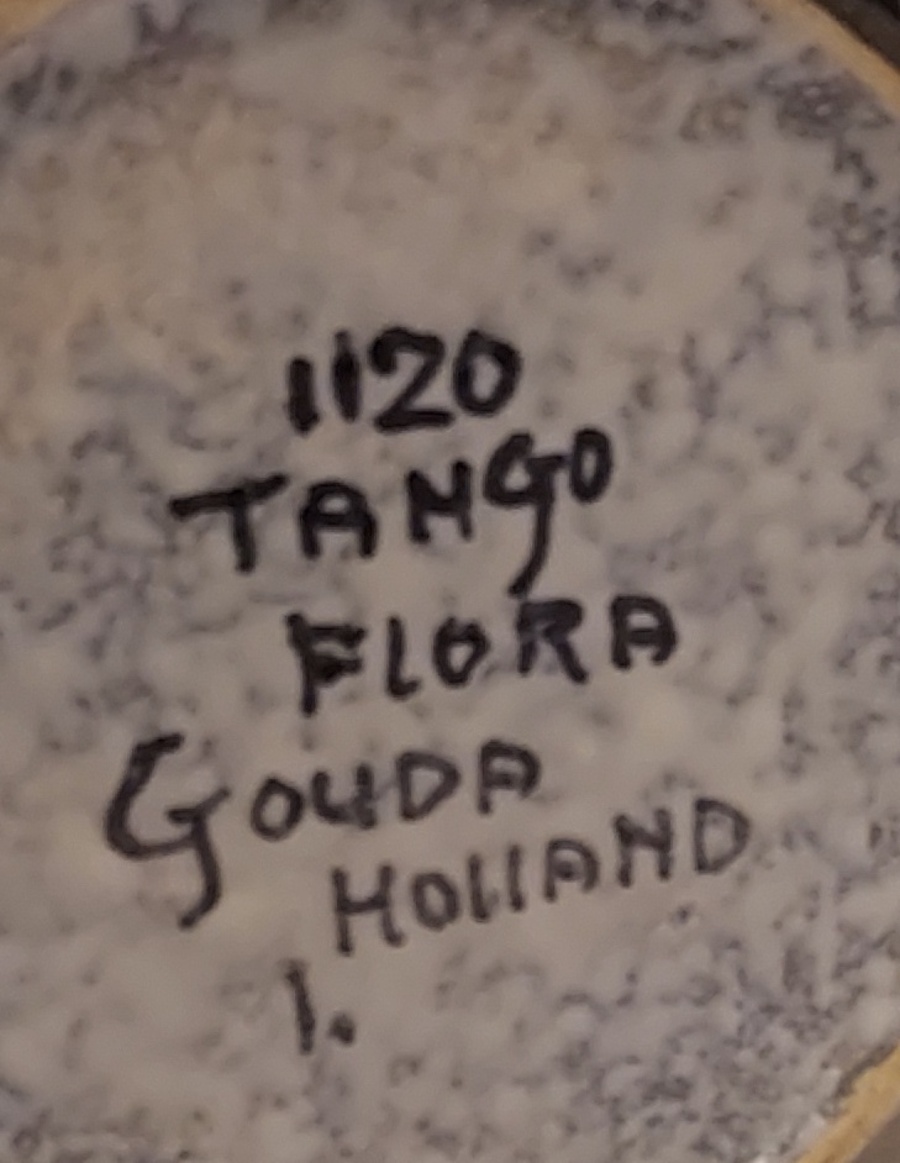 1120
TANGO
FLORA
GOUDA
HOLLAND
1.